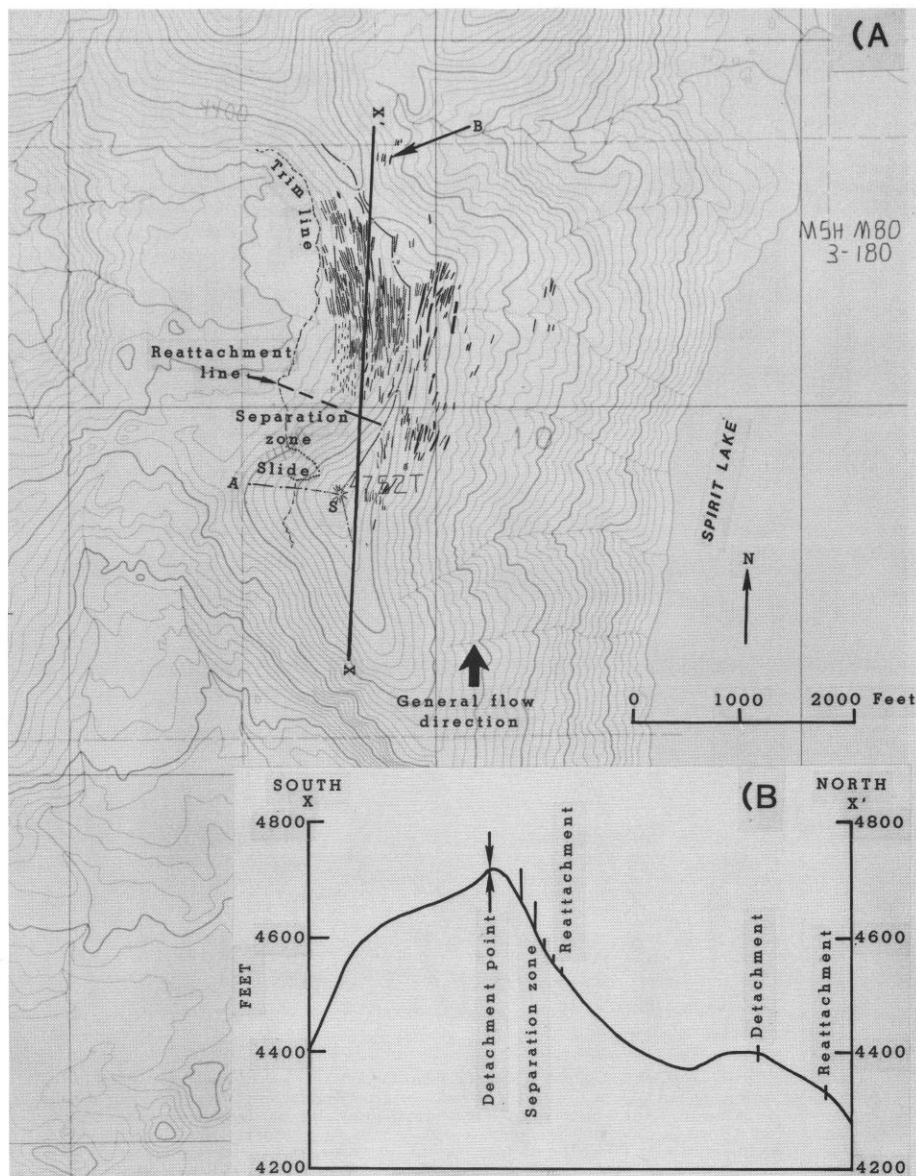 (A
4400
X'
B
Trim line
MSH M80
3-180
Reattachment
line
Separation
zone
Slide
10
A
4752T
S
SPIRIT LAKE
N
X
General flow
direction
0 1000 2000 Feet
SOUTH
X
(B
NORTH
X'
4800
4800
4600
4600
4400
4400
4200
4200
FEET
Detachment point
Separation zone
Reattachment
Detachment
Reattachment